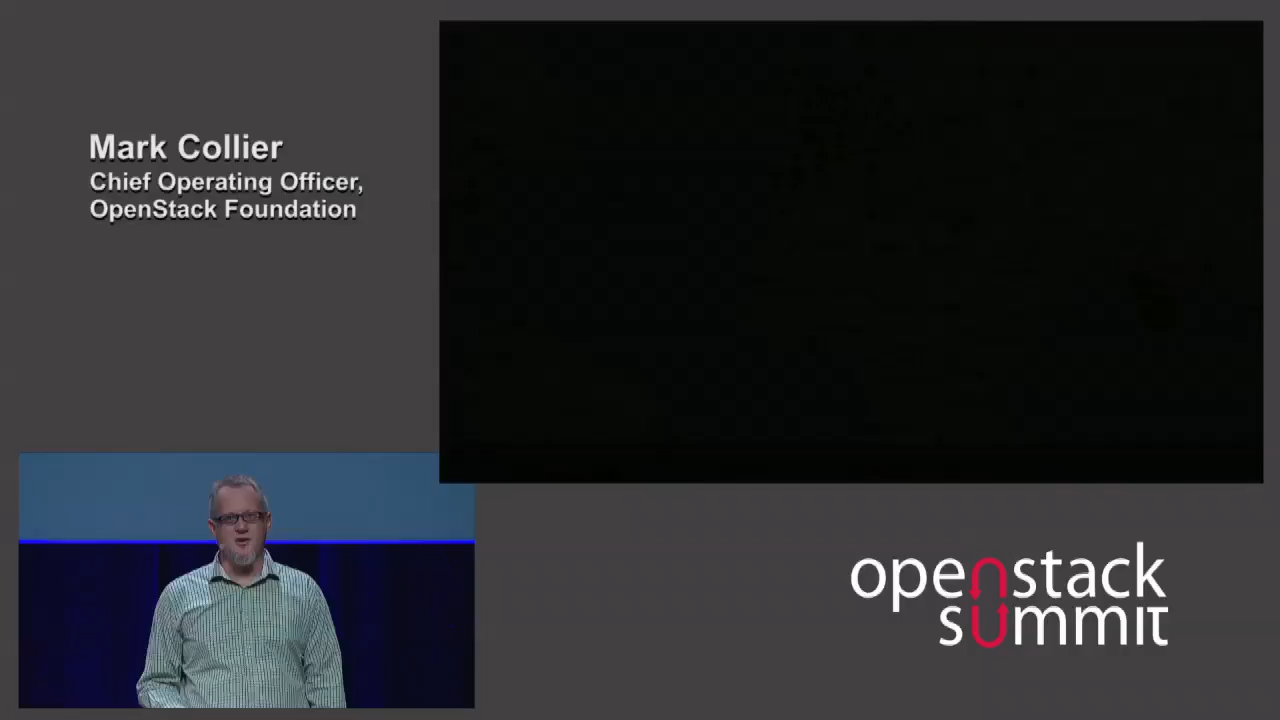 Mark Collier
Chief Operating Officer,
OpenStack Foundation
openstack
summit